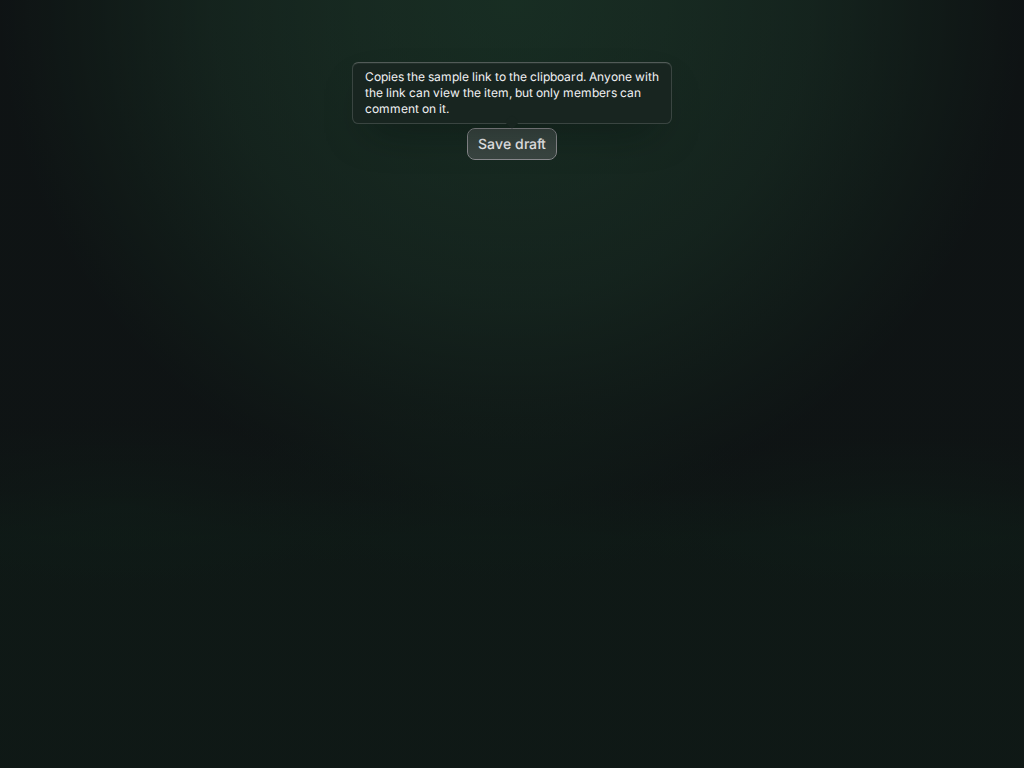 Copies the sample link to the clipboard. Anyone with
the link can view the item, but only members can
comment on it.
Save draft